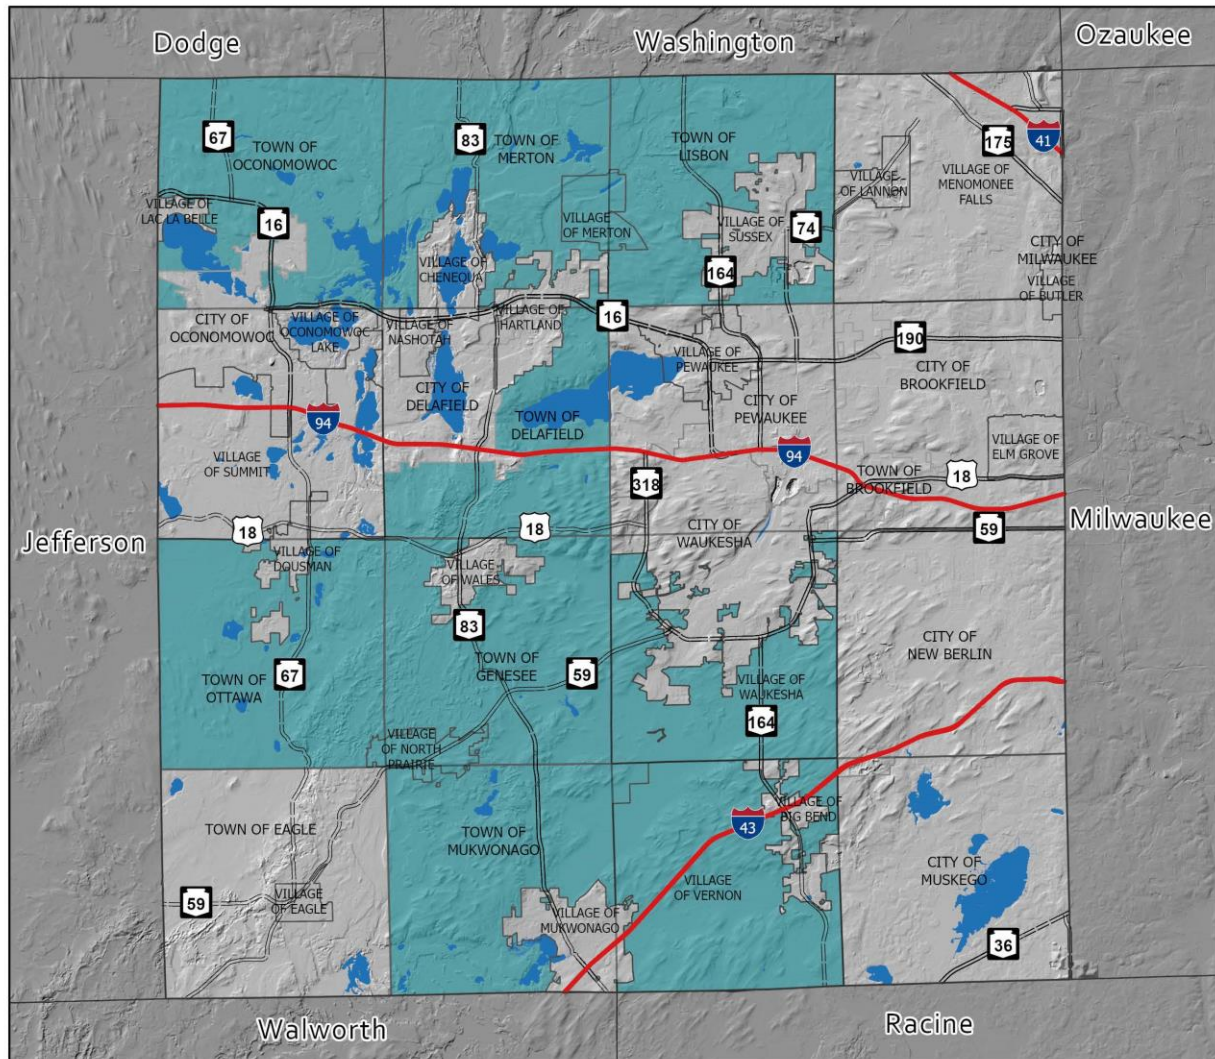 Dodge
Washington
Ozaukee
67
TOWN OF
OCONOMOWOC
83
TOWN OF
MERTON
TOWN OF
LISBON
175
41
VILLAGE
OF LANNON
VILLAGE OF
MENOMONEE
FALLS
VILLAGE OF
LAC LA BELLE
16
VILLAGE
OF MERTON
VILLAGE OF
SUSSEX
74
CITY OF
MILWAUKEE
VILLAGE OF
CHENEQUA
164
VILLAGE
OF BUTLER
CITY OF
OCONOMOWOC
VILLAGE OF
OCONOMOWOC
LAKE
VILLAGE OF
NASHOTAH
VILLAGE OF
HARTLAND
16
190
VILLAGE OF
PEWAUKEE
CITY OF
BROOKFIELD
CITY OF
DELAFIELD
CITY OF
PEWAUKEE
94
TOWN OF
DELAFIELD
VILLAGE OF
ELM GROVE
VILLAGE
OF SUMMIT
94
TOWN OF
BROOKFIELD
18
318
18
18
CITY OF
WAUKESHA
59
Jefferson
Milwaukee
VILLAGE OF
DOUSMAN
VILLAGE
OF WALES
83
CITY OF
NEW BERLIN
TOWN OF
OTTAWA
67
TOWN OF
GENESEE
59
VILLAGE OF
WAUKESHA
164
VILLAGE
OF NORTH
PRAIRIE
TOWN OF EAGLE
TOWN OF
MUKWONAGO
43
VILLAGE OF
BIG BEND
CITY OF
MUSKEGO
59
VILLAGE
OF EAGLE
VILLAGE OF
MUKWONAGO
VILLAGE
OF VERNON
36
Walworth
Racine